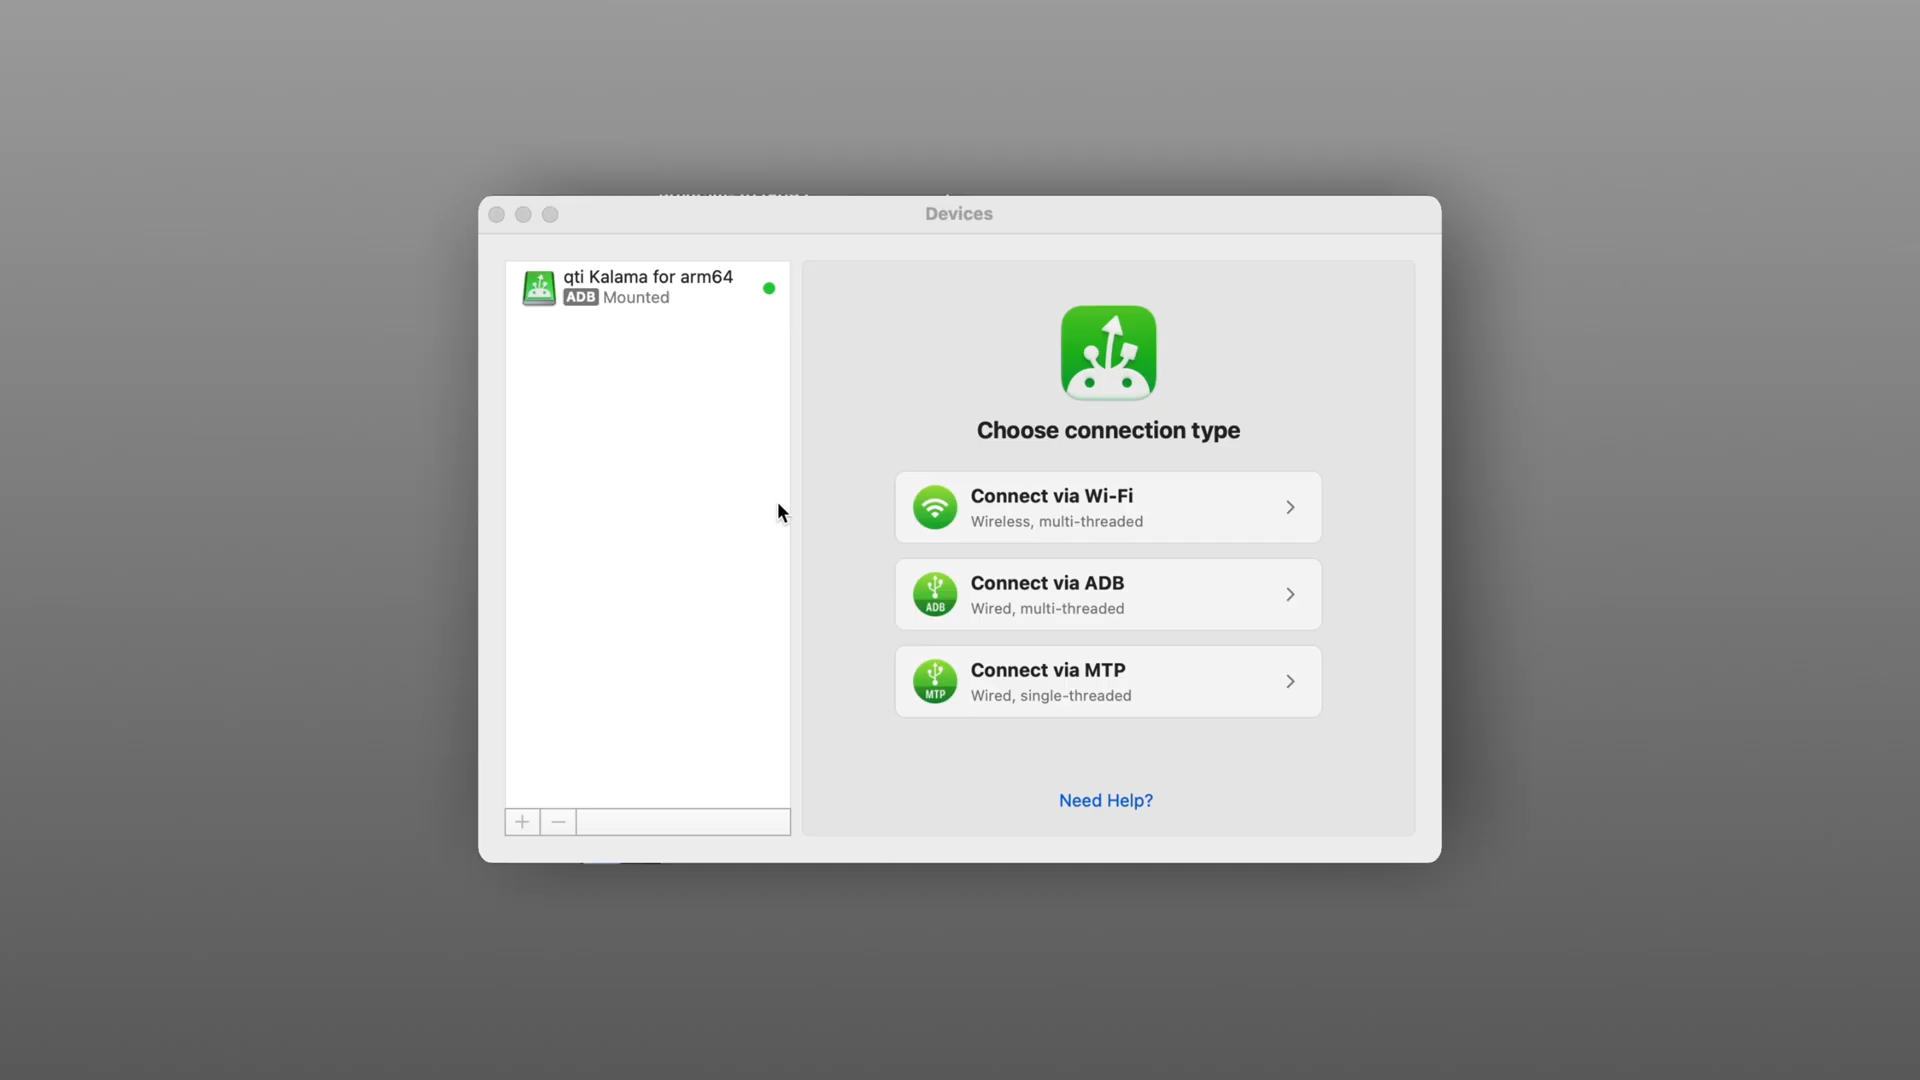 Devices
qti Kalama for arm64
ADB Mounted
Choose connection type
Connect via Wi-Fi
Wireless, multi-threaded
ADB
Connect via ADB
Wired, multi-threaded
MTP
Connect via MTP
Wired, single-threaded
Need Help?